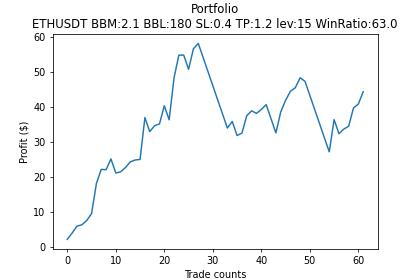 Portfolio
ETHUSDT BBM:2.1 BBL:180 SL:0.4 TP:1.2 lev:15 WinRatio:63.0
60
50
40
30
20
10
0
Profit ($)
0 10 20 30 40 50 60
Trade counts